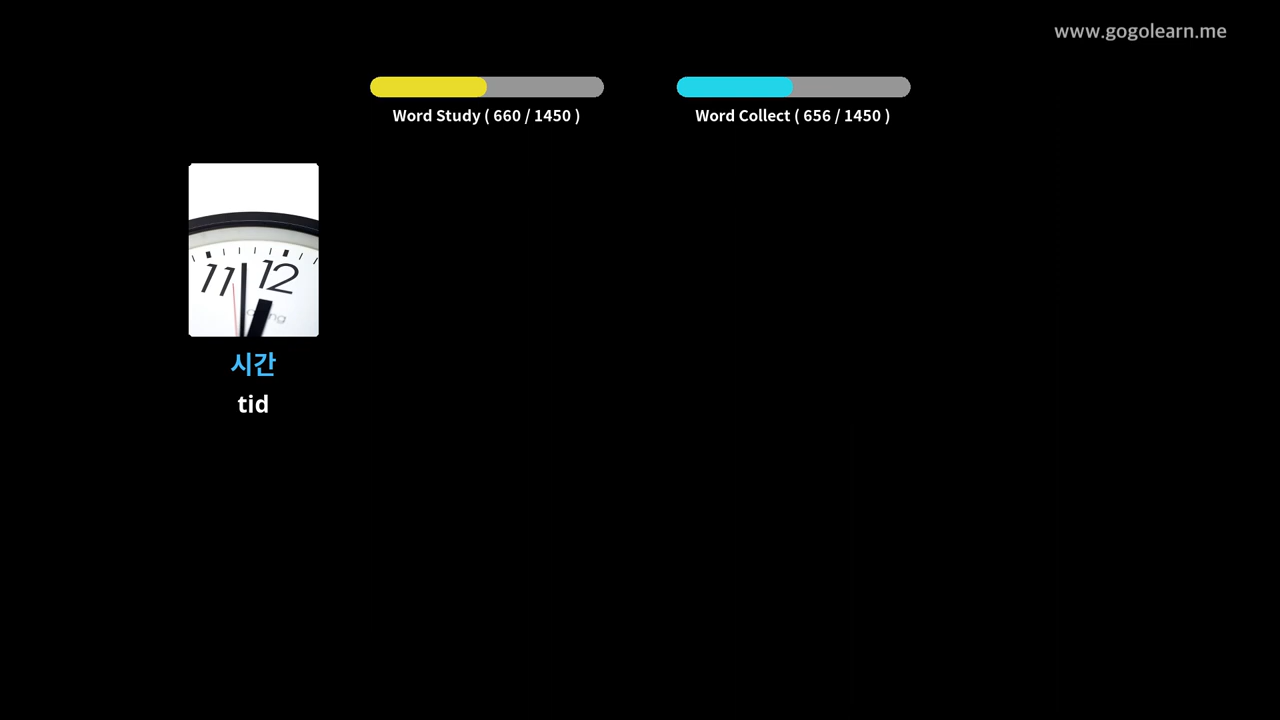 www.gogolearn.me
Word Study ( 660 / 1450 )
Word Collect ( 656 / 1450 )
11 12
시간
tid